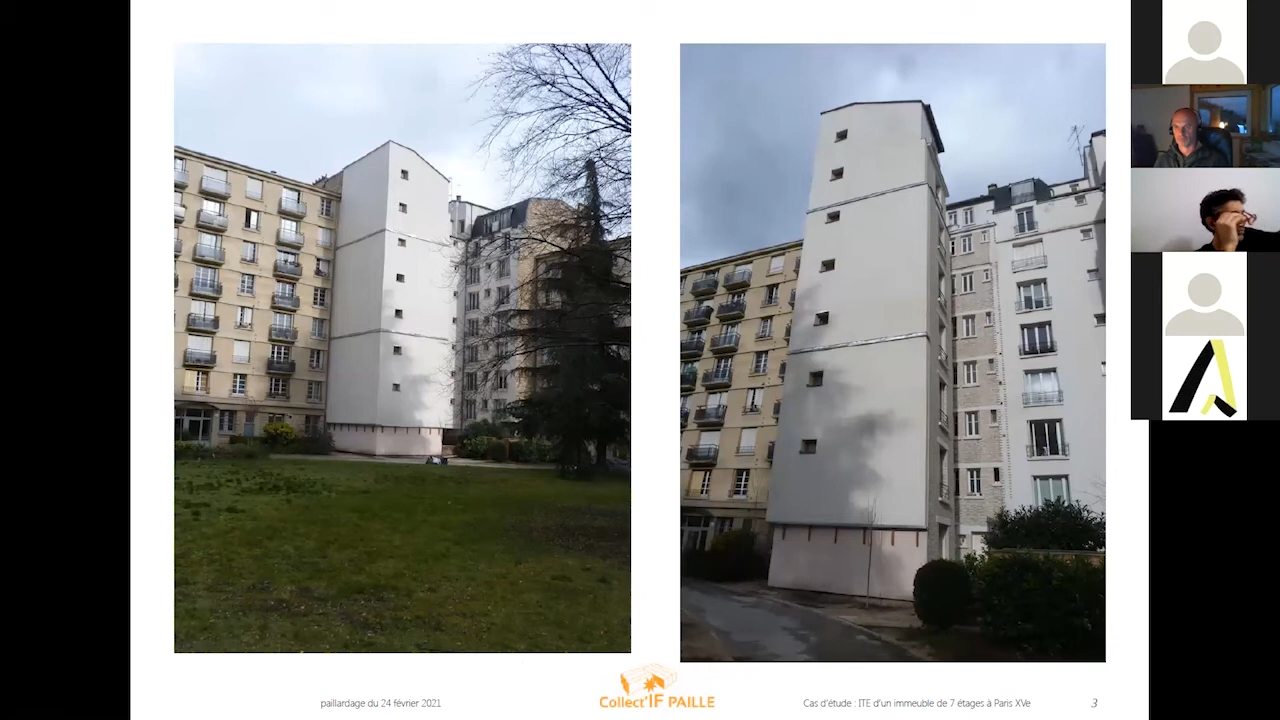 paillardage du 24 février 2021
Collect'IF PAILLE
Cas d'étude : ITE d'un immeuble de 7 étages à Paris XVe
3